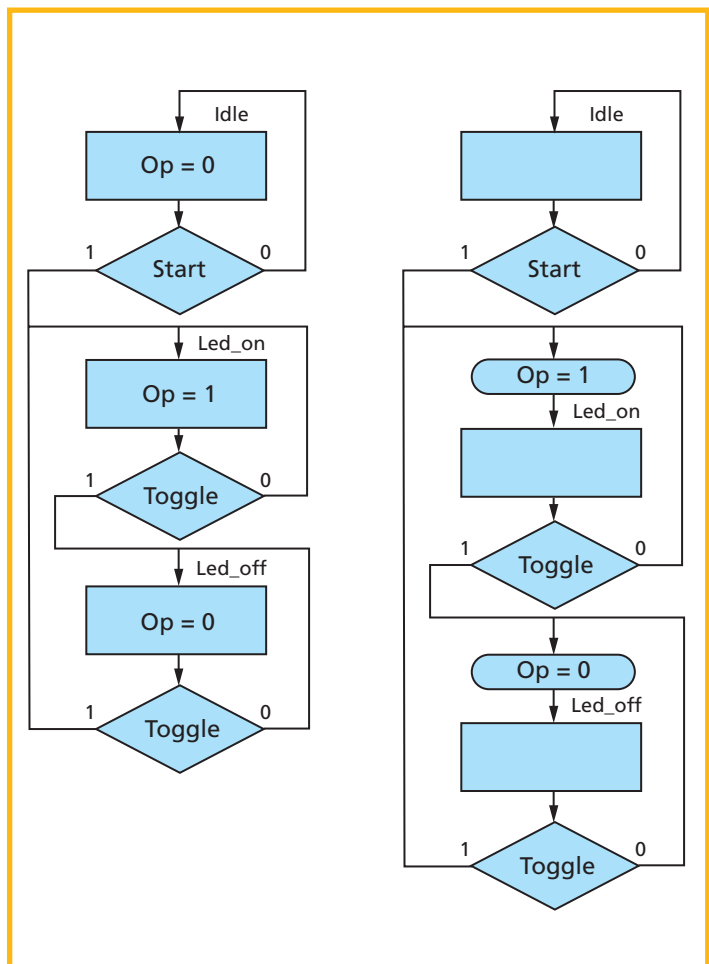 Idle
Op = 0
1
0
Start
Led_on
Op = 1
1
0
Toggle
Led_off
Op = 0
1
0
Toggle
Idle
1
0
Start
Op = 1
Led_on
1
0
Toggle
Op = 0
Led_off
1
0
Toggle